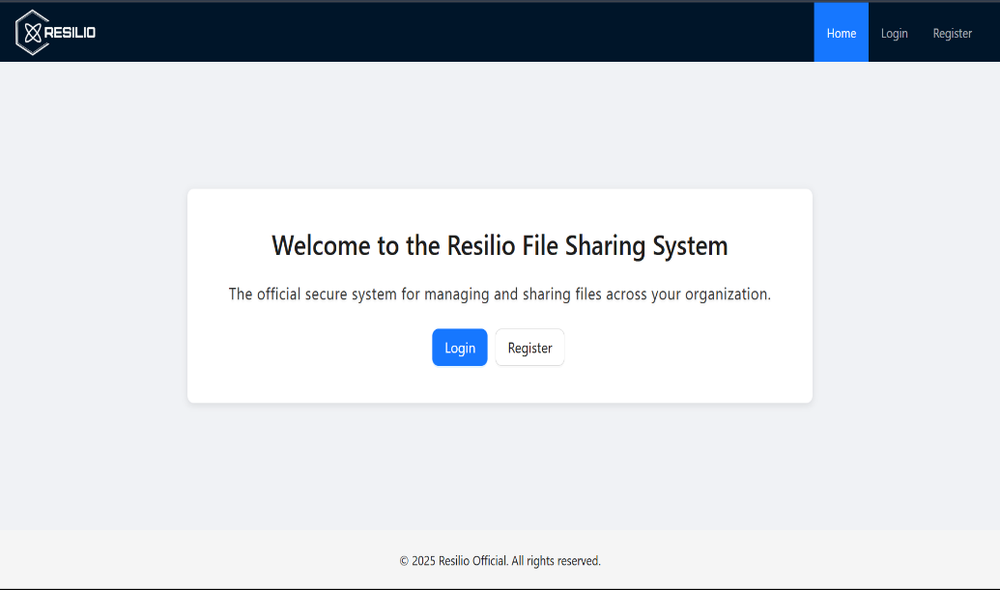 RESILIO
Home Login Register
Welcome to the Resilio File Sharing System
The official secure system for managing and sharing files across your organization.
Login Register
© 2025 Resilio Official. All rights reserved.